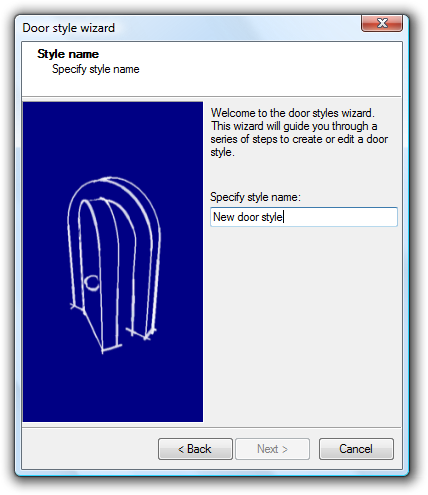 Door style wizard
Style name
Specify style name
Welcome to the door styles wizard.
This wizard will guide you through a
series of steps to create or edit a door
style.
Specify style name:
New door style
< Back
Next >
Cancel